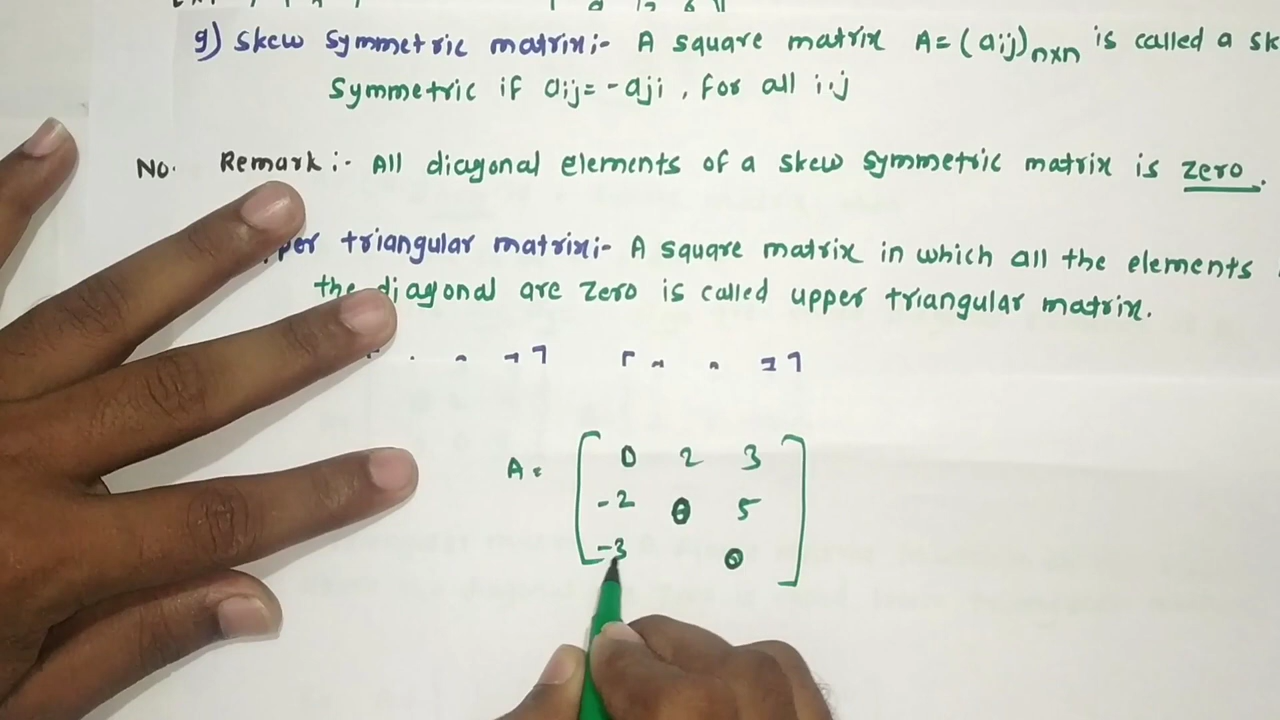 g) Skew Symmetric matrix:- A square matrix A=(aij)nxn is called a sk
Symmetric if aij= -aji , for all i.j
No. Remark:- All diagonal elements of a skew symmetric matrix is zero.
per triangular matrix:- A square matrix in which all the elements
the diagonal are zero is called upper triangular matrix.
A= 0 2 3
-2 0 5
-3 0